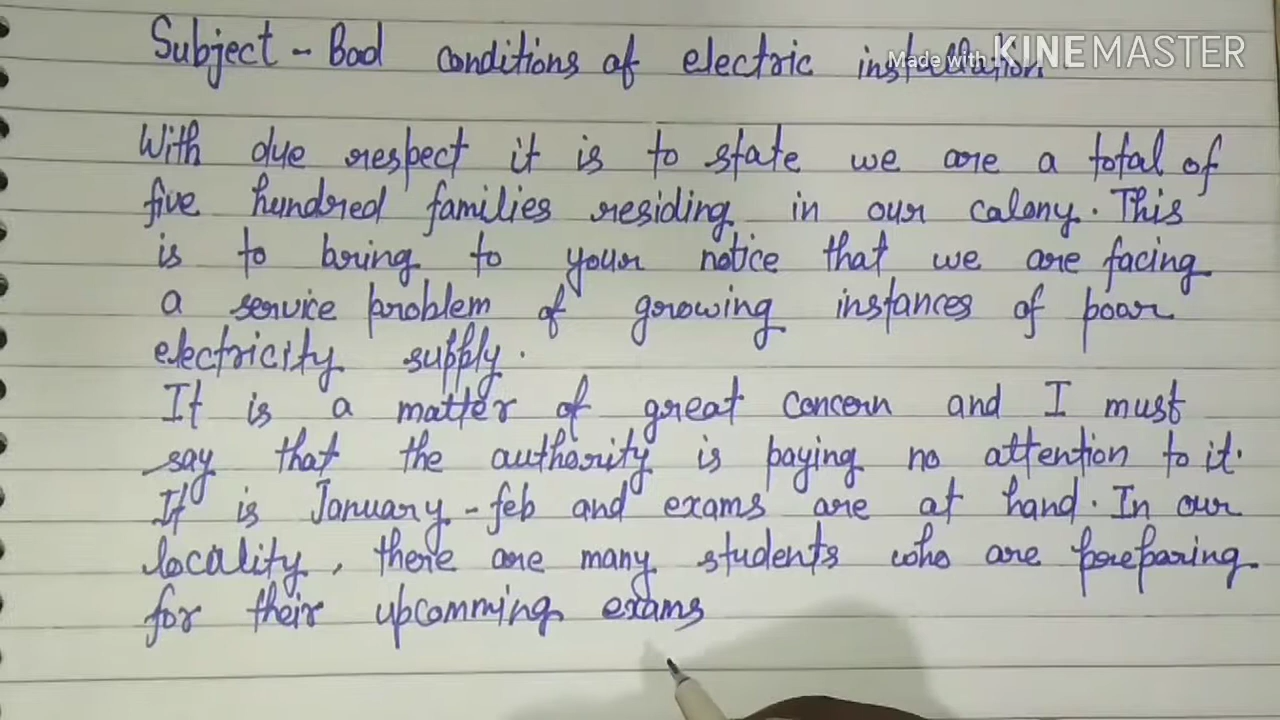 Subject - Bad conditions of electric installation
Made with KINEMASTER
With due respect it is to state we are a total of
five hundred families residing in our colony. This
is to bring to your notice that we are facing
a service problem of growing instances of poor
electricity supply.
It is a matter of great concern and I must
say that the authority is paying no attention to it.
It is January - feb and exams are at hand. In our
locality, there are many students who are preparing
for their upcomming exams